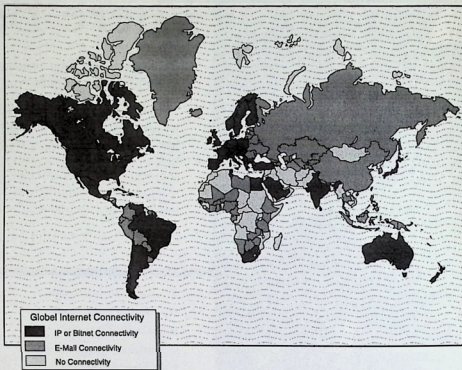 Globel Internet Connectivity
IP or Bitnet Connectivity
E-Mail Connectivity
No Connectivity